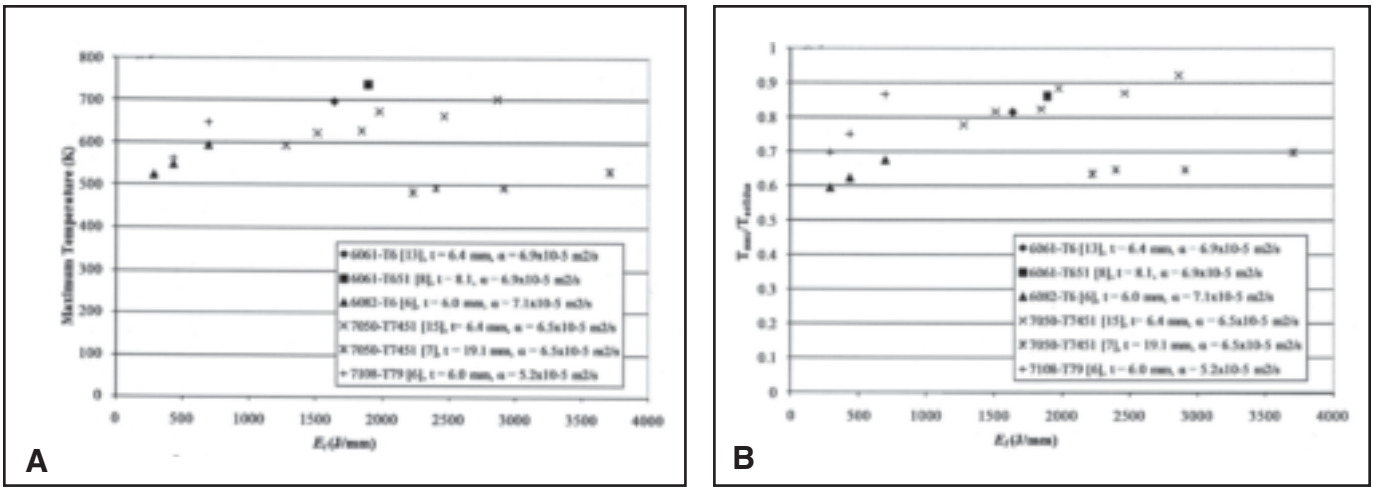 800
700
600
500
400
300
200
100
0
Maximum Temperature (K)
0 500 1000 1500 2000 2500 3000 3500 4000
(J/mm)
6061-T6 [13], t = 6.4 mm, α = 6.9x10-5 m2/s
6061-T651 [8], t = 8.1, α = 6.9x10-5 m2/s
6082-T6 [6], t = 6.0 mm, α = 7.1x10-5 m2/s
7050-T7451 [15], t= 6.4 mm, α = 6.5x10-5 m2/s
7050-T7451 [7], t = 19.1 mm, α = 6.5x10-5 m2/s
7108-T79 [6], t = 6.0 mm, α = 5.2x10-5 m2/s
A
1
0.9
0.8
0.7
0.6
0.5
0.4
0.3
0.2
0.1
0
Tmax/Tsolidus
0 500 1000 1500 2000 2500 3000 3500 4000
(J/mm)
6061-T6 [13], t = 6.4 mm, α = 6.9x10-5 m2/s
6061-T651 [8], t = 8.1, α = 6.9x10-5 m2/s
6082-T6 [6], t = 6.0 mm, α = 7.1x10-5 m2/s
7050-T7451 [15], t = 6.4 mm, α = 6.5x10-5 m2/s
7050-T7451 [7], t = 19.1 mm, α = 6.5x10-5 m2/s
7108-T79 [6], t = 6.0 mm, α = 5.2x10-5 m2/s
B